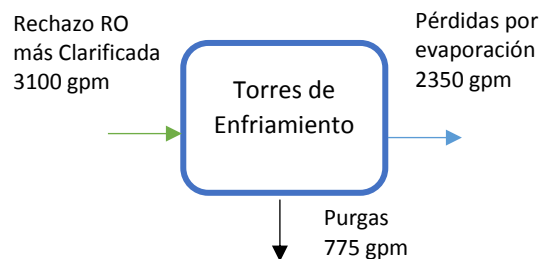 Rechazo RO
más Clarificada
3100 gpm
Torres de
Enfriamiento
Pérdidas por
evaporación
2350 gpm
Purgas
775 gpm